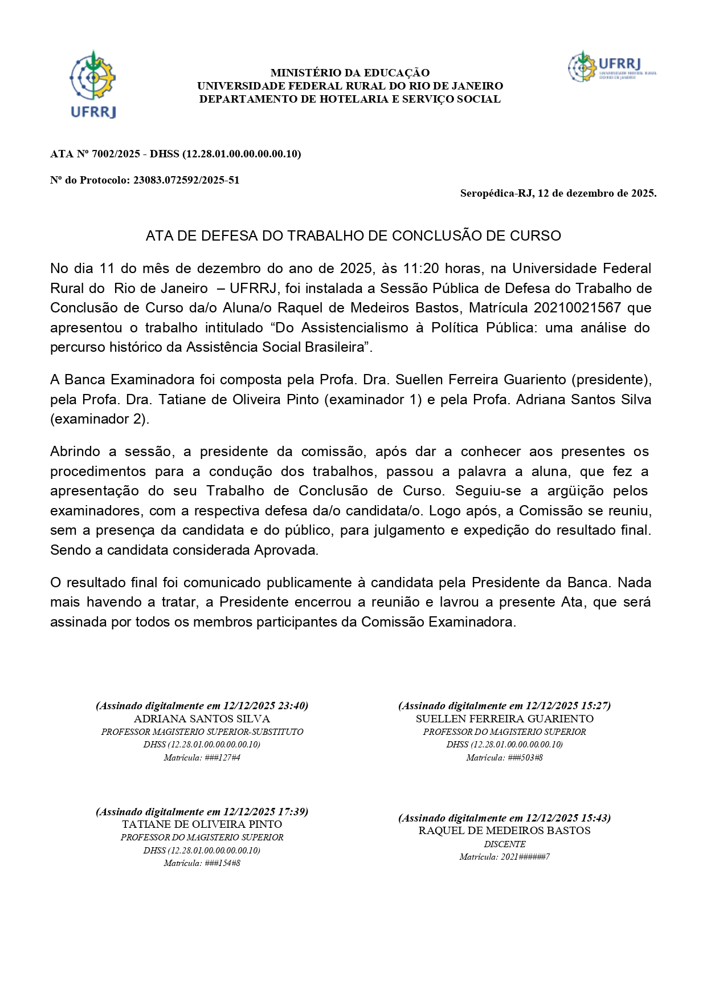 UFRRJ
MINISTÉRIO DA EDUCAÇÃO
UNIVERSIDADE FEDERAL RURAL DO RIO DE JANEIRO
DEPARTAMENTO DE HOTELARIA E SERVIÇO SOCIAL
UFRRJ
UNIVERSIDADE FEDERAL RURAL
DO RIO DE JANEIRO
ATA Nº 7002/2025 - DHSS (12.28.01.00.00.00.00.10)
Nº do Protocolo: 23083.072592/2025-51
Seropédica-RJ, 12 de dezembro de 2025.
ATA DE DEFESA DO TRABALHO DE CONCLUSÃO DE CURSO
No dia 11 do mês de dezembro do ano de 2025, às 11:20 horas, na Universidade Federal
Rural do Rio de Janeiro – UFRRJ, foi instalada a Sessão Pública de Defesa do Trabalho de
Conclusão de Curso da/o Aluna/o Raquel de Medeiros Bastos, Matrícula 20210021567 que
apresentou o trabalho intitulado “Do Assistencialismo à Política Pública: uma análise do
percurso histórico da Assistência Social Brasileira”.
A Banca Examinadora foi composta pela Profa. Dra. Suellen Ferreira Guariento (presidente),
pela Profa. Dra. Tatiane de Oliveira Pinto (examinador 1) e pela Profa. Adriana Santos Silva
(examinador 2).
Abrindo a sessão, a presidente da comissão, após dar a conhecer aos presentes os
procedimentos para a condução dos trabalhos, passou a palavra a aluna, que fez a
apresentação do seu Trabalho de Conclusão de Curso. Seguiu-se a argüição pelos
examinadores, com a respectiva defesa da/o candidata/o. Logo após, a Comissão se reuniu,
sem a presença da candidata e do público, para julgamento e expedição do resultado final.
Sendo a candidata considerada Aprovada.
O resultado final foi comunicado publicamente à candidata pela Presidente da Banca. Nada
mais havendo a tratar, a Presidente encerrou a reunião e lavrou a presente Ata, que será
assinada por todos os membros participantes da Comissão Examinadora.
(Assinado digitalmente em 12/12/2025 23:40)
ADRIANA SANTOS SILVA
PROFESSOR MAGISTERIO SUPERIOR-SUBSTITUTO
DHSS (12.28.01.00.00.00.00.10)
Matrícula: ###127#4
(Assinado digitalmente em 12/12/2025 15:27)
SUELLEN FERREIRA GUARIENTO
PROFESSOR DO MAGISTERIO SUPERIOR
DHSS (12.28.01.00.00.00.00.10)
Matrícula: ###503#8
(Assinado digitalmente em 12/12/2025 17:39)
TATIANE DE OLIVEIRA PINTO
PROFESSOR DO MAGISTERIO SUPERIOR
DHSS (12.28.01.00.00.00.00.10)
Matrícula: ###154#8
(Assinado digitalmente em 12/12/2025 15:43)
RAQUEL DE MEDEIROS BASTOS
DISCENTE
Matrícula: 2021######7